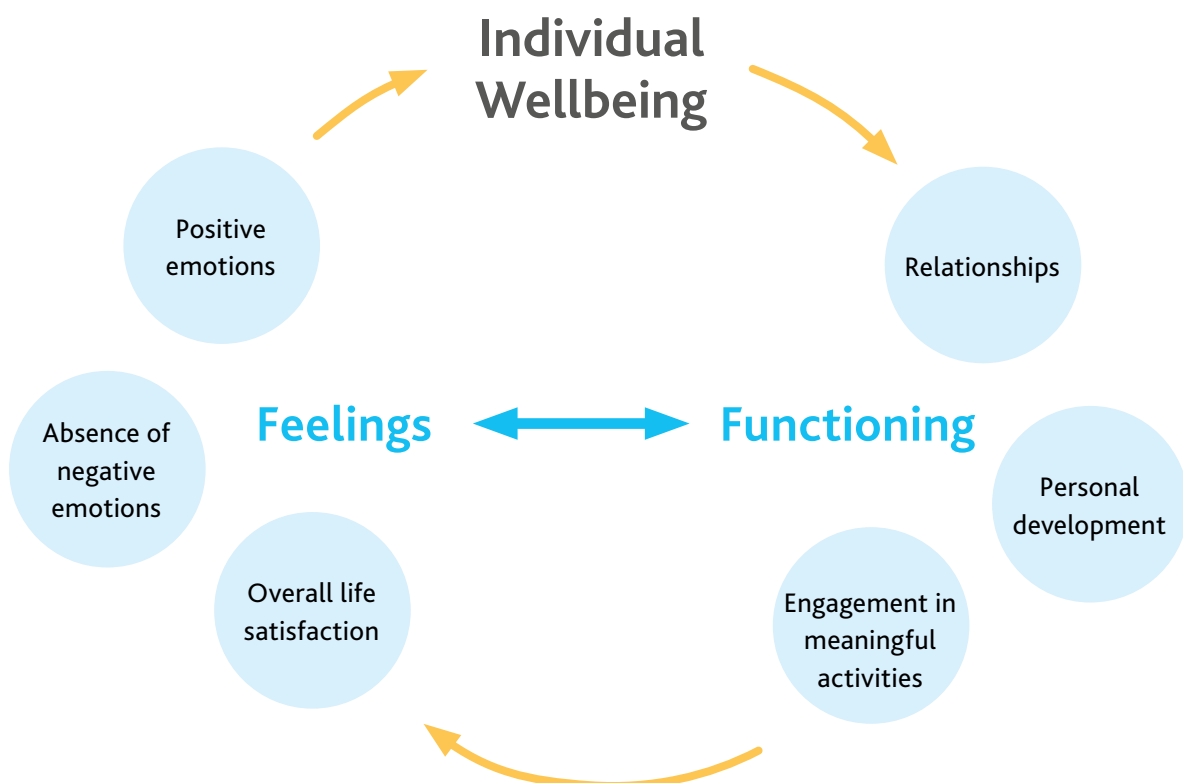 Individual
Wellbeing
Positive
emotions
Relationships
Absence of
negative
emotions
Feelings
Functioning
Personal
development
Overall life
satisfaction
Engagement in
meaningful
activities